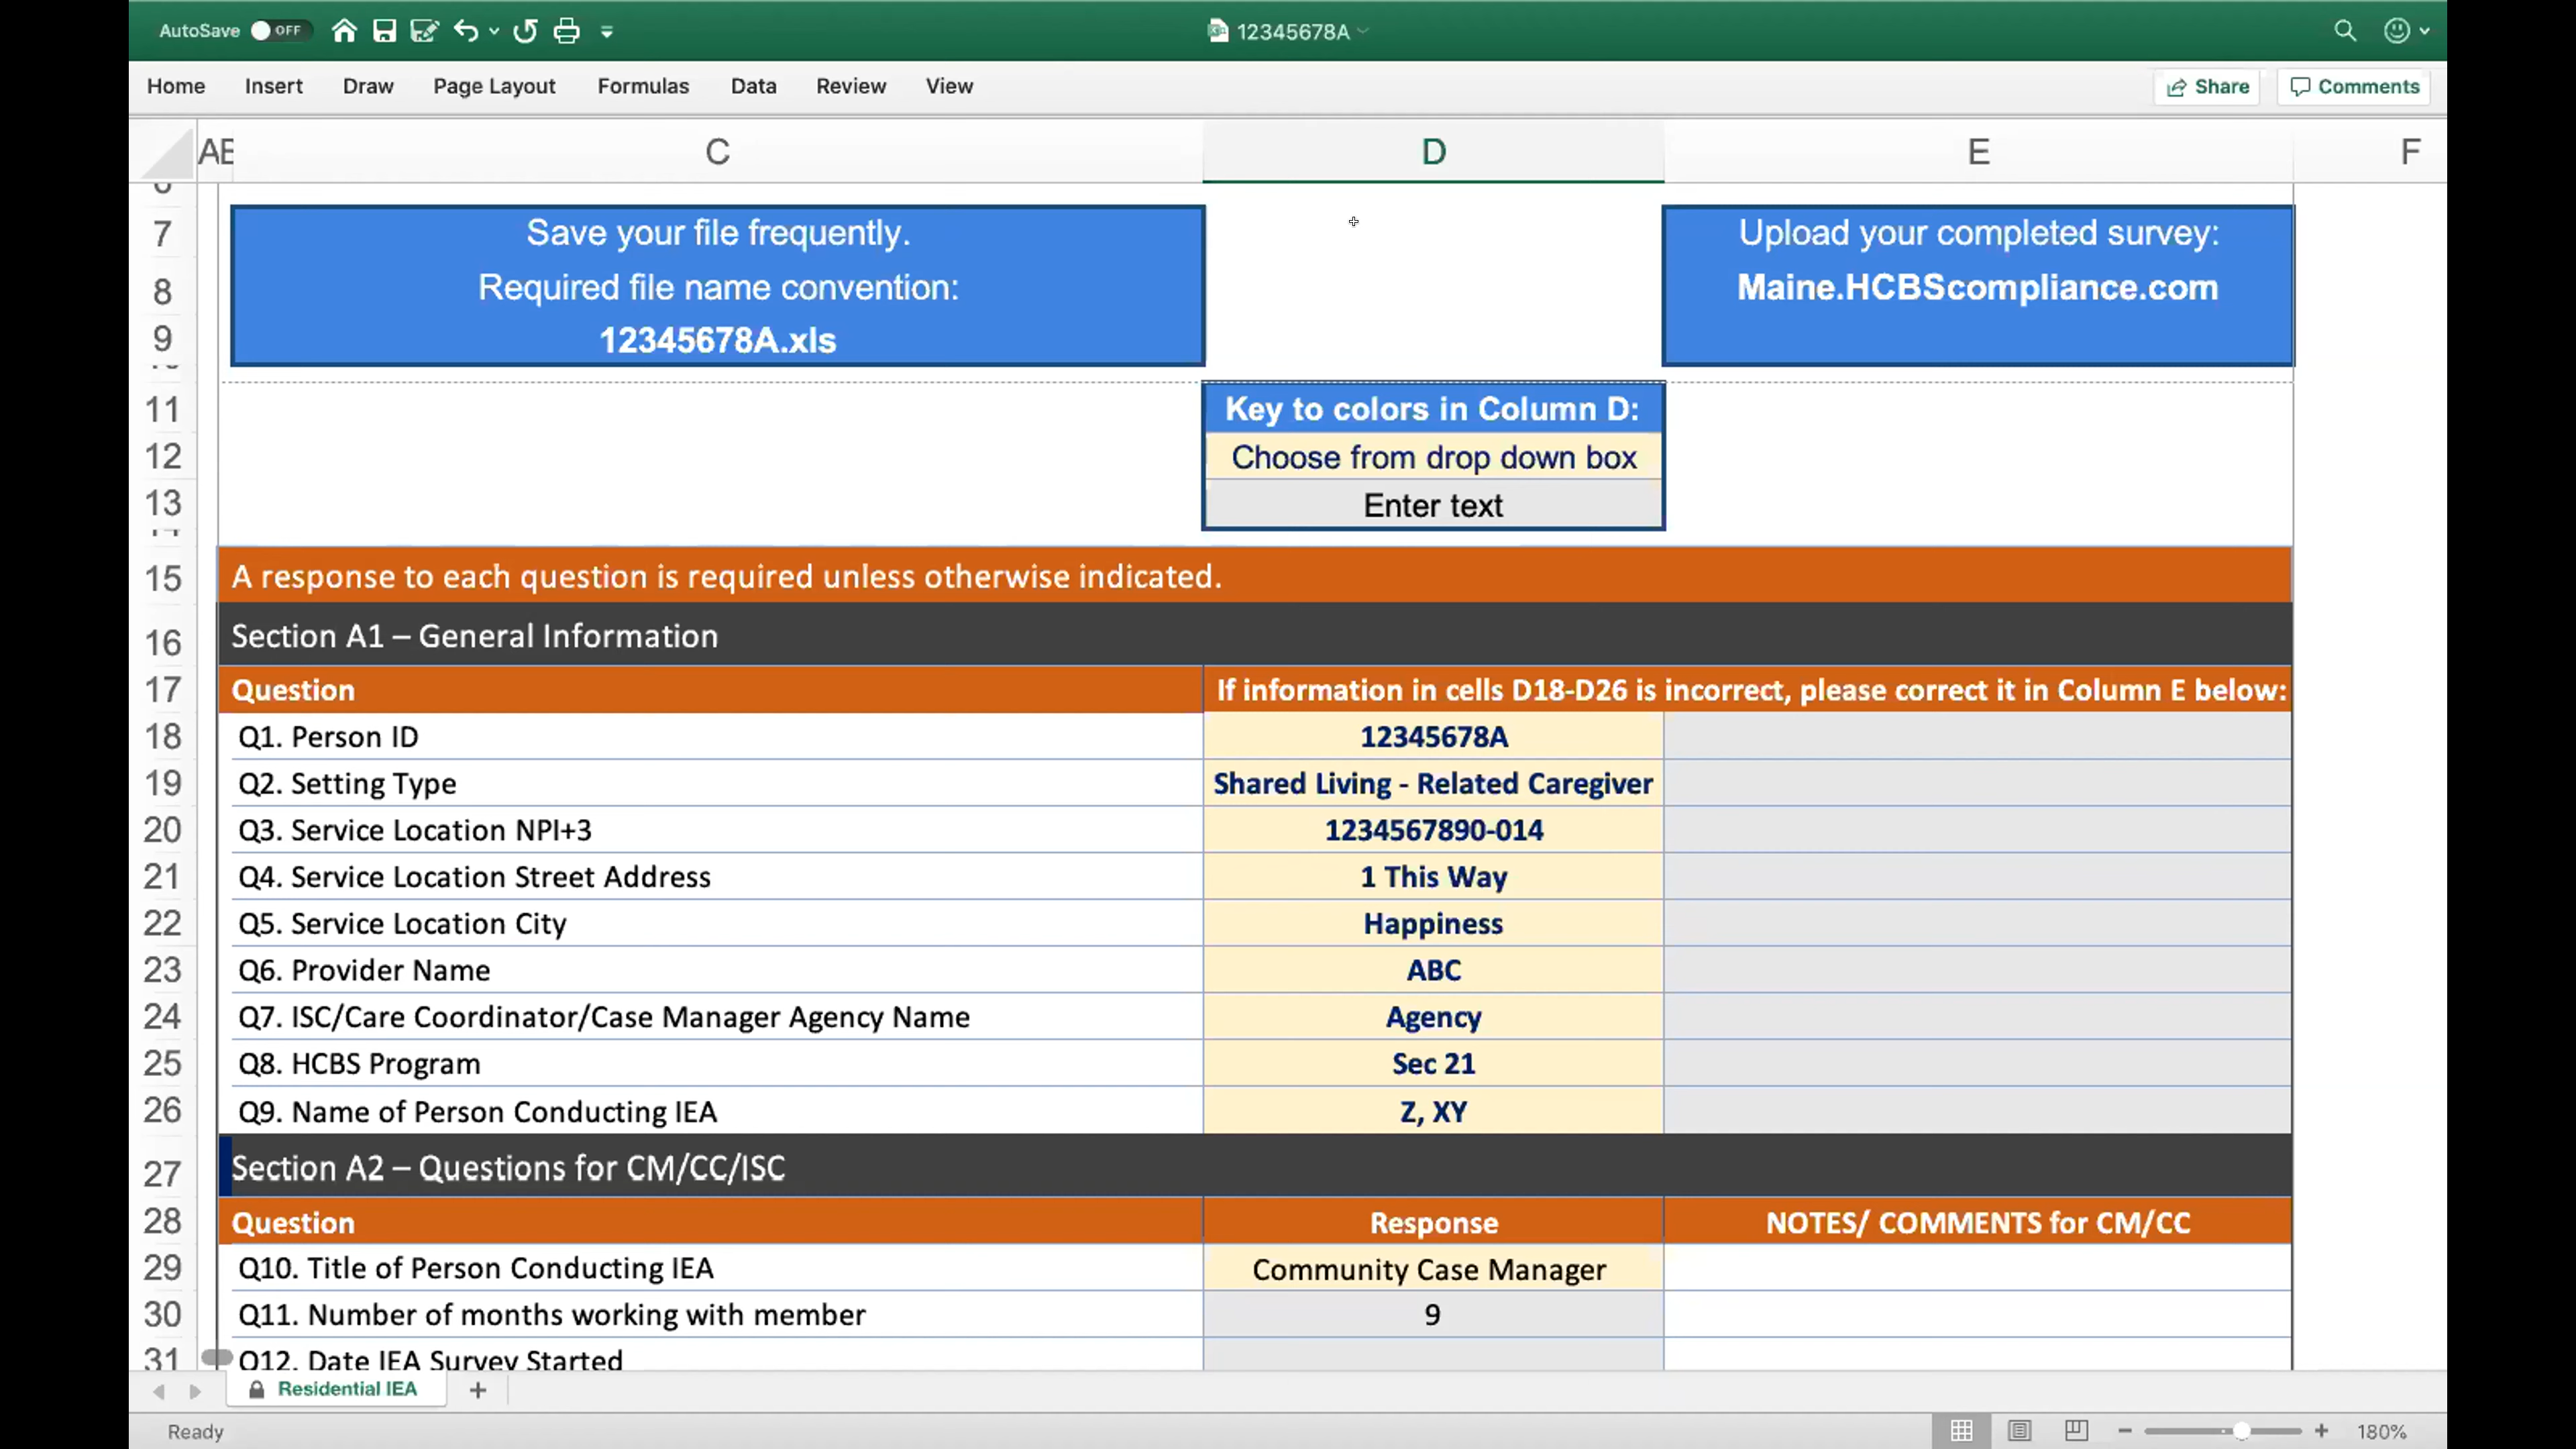 AutoSave OFF 12345678A
Home Insert Draw Page Layout Formulas Data Review View Share Comments
C D E F
7 Save your file frequently. Upload your completed survey:
8 Required file name convention: Maine.HCBScompliance.com
9 12345678A.xls
11 Key to colors in Column D:
12 Choose from drop down box
13 Enter text
15 A response to each question is required unless otherwise indicated.
16 Section A1 – General Information
17 Question If information in cells D18-D26 is incorrect, please correct it in Column E below:
18 Q1. Person ID 12345678A
19 Q2. Setting Type Shared Living - Related Caregiver
20 Q3. Service Location NPI+3 1234567890-014
21 Q4. Service Location Street Address 1 This Way
22 Q5. Service Location City Happiness
23 Q6. Provider Name ABC
24 Q7. ISC/Care Coordinator/Case Manager Agency Name Agency
25 Q8. HCBS Program Sec 21
26 Q9. Name of Person Conducting IEA Z, XY
27 Section A2 – Questions for CM/CC/ISC
28 Question Response NOTES/ COMMENTS for CM/CC
29 Q10. Title of Person Conducting IEA Community Case Manager
30 Q11. Number of months working with member 9
31 Q12. Date IEA Survey Started
Residential IEA
Ready 180%